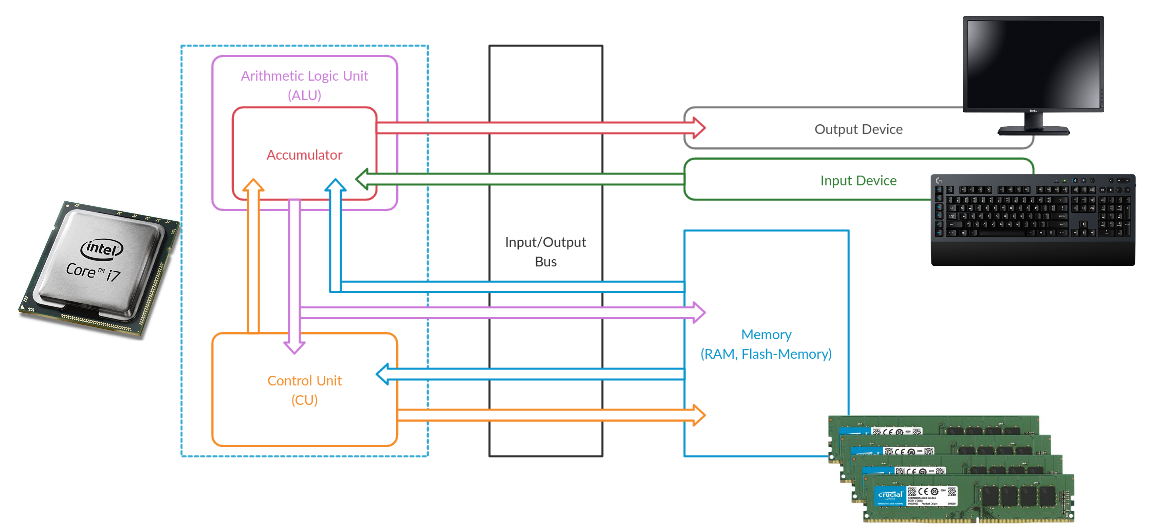 Arithmetic Logic Unit
(ALU)
Accumulator
Output Device
Input Device
Input/Output
Bus
intel
Core™ i7
Memory
(RAM, Flash-Memory)
Control Unit
(CU)
crucial